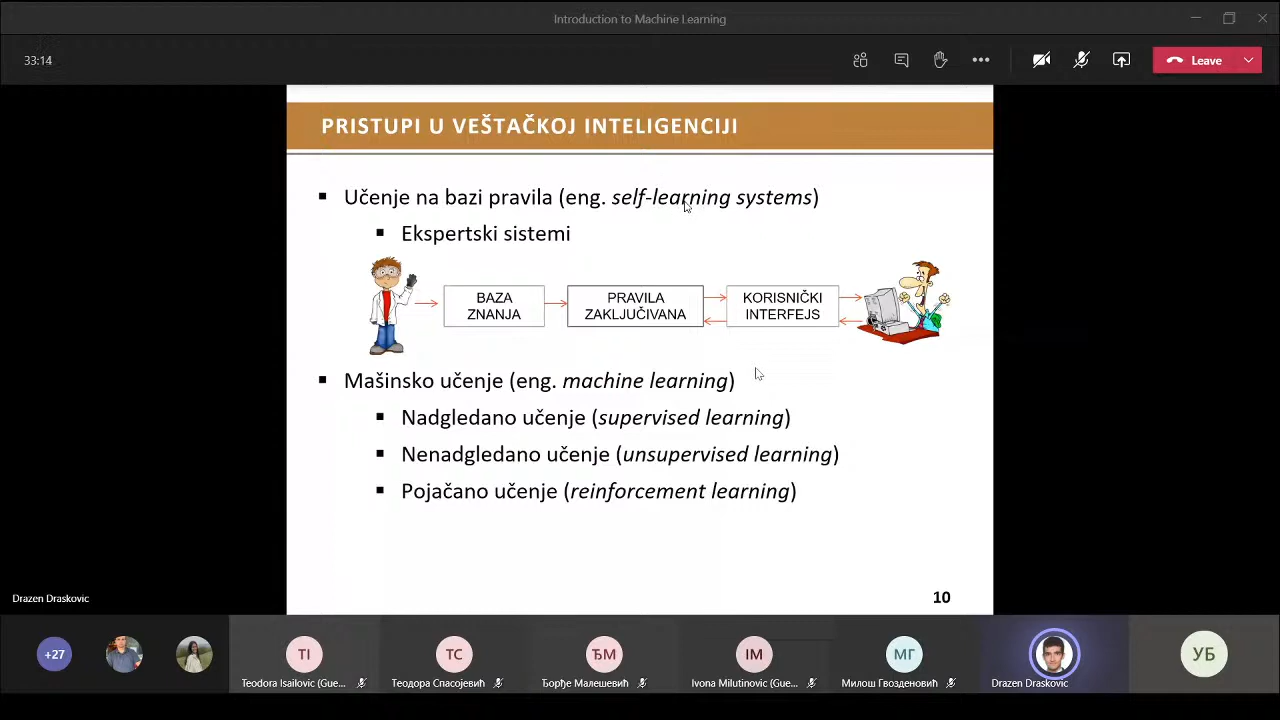 Introduction to Machine Learning
33:14
Leave
PRISTUPI U VEŠTAČKOJ INTELIGENCIJI
Učenje na bazi pravila (eng. self-learning systems)
Ekspertski sistemi
BAZA
ZNANJA
PRAVILA
ZAKLJUČIVANA
KORISNIČKI
INTERFEJS
Mašinsko učenje (eng. machine learning)
Nadgledano učenje (supervised learning)
Nenadgledano učenje (unsupervised learning)
Pojačano učenje (reinforcement learning)
10
Drazen Draskovic
+27
TI
TC
ЂМ
IM
МГ
УБ
Teodora Isailovic (Gue...
Теодора Спасојевић
Ђорђе Малешевић
Ivona Milutinovic (Gue...
Милош Гвозденовић
Drazen Draskovic